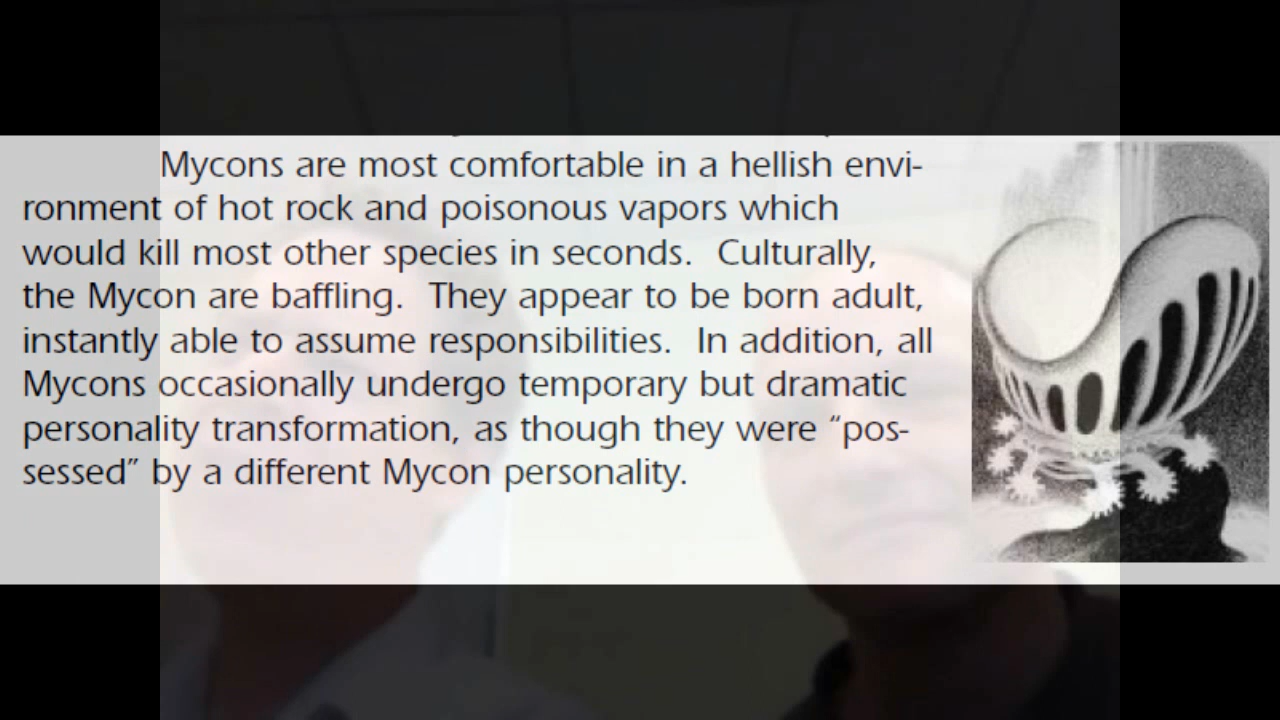 Mycons are most comfortable in a hellish envi-
ronment of hot rock and poisonous vapors which
would kill most other species in seconds.  Culturally,
the Mycon are baffling.  They appear to be born adult,
instantly able to assume responsibilities.  In addition, all
Mycons occasionally undergo temporary but dramatic
personality transformation, as though they were “pos-
sessed” by a different Mycon personality.